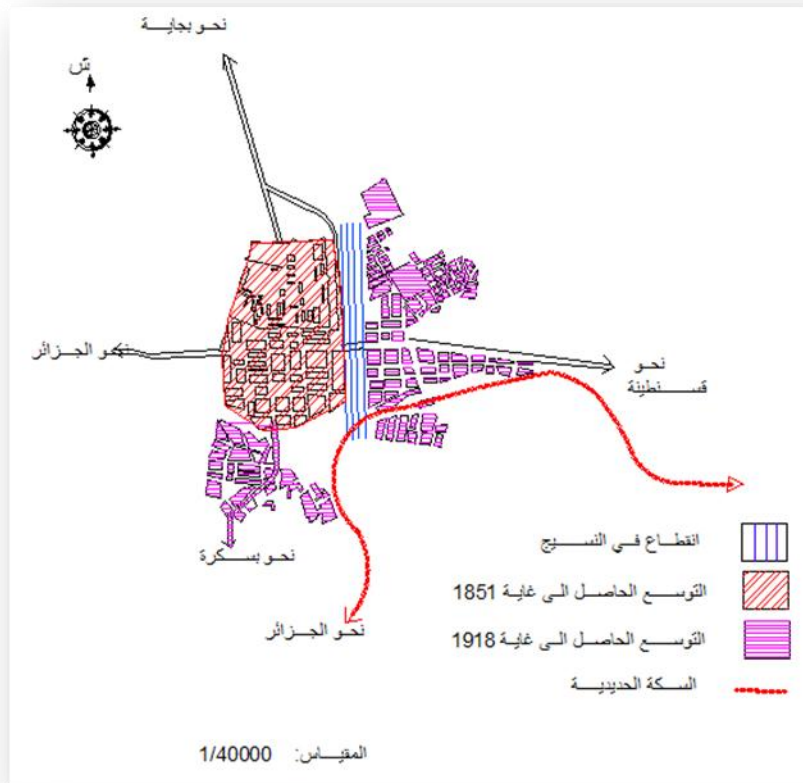 نحو بجاية
ش
نحو الجزائر
نحو
قسنطينة
نحو بسكرة
نحو الجزائر
انقطاع في النسيج
التوسع الحاصل الى غاية 1851
التوسع الحاصل الى غاية 1918
السكة الحديدية
المقياس: 1/40000